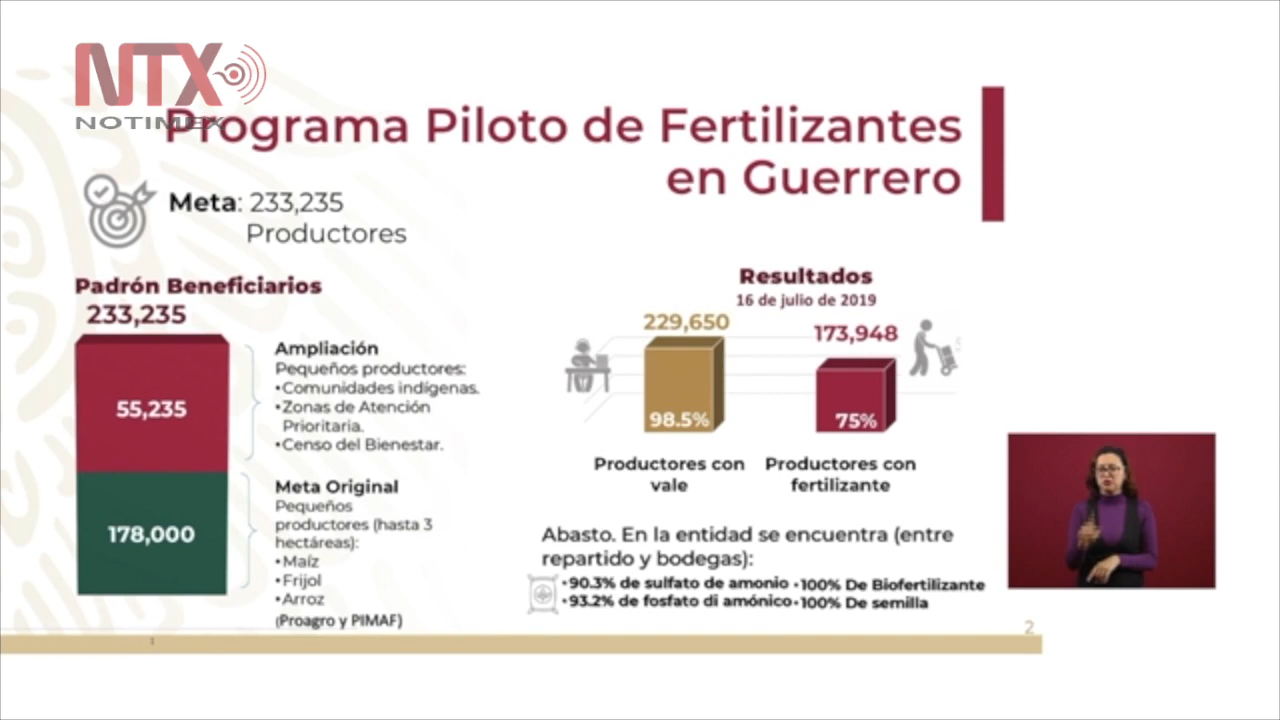 NTX
NOTIMEX
Programa Piloto de Fertilizantes
en Guerrero
Meta: 233,235
Productores
Padrón Beneficiarios
233,235
55,235
178,000
Ampliación
Pequeños productores:
•Comunidades indígenas.
•Zonas de Atención
Prioritaria.
•Censo del Bienestar.
Meta Original
Pequeños
productores (hasta 3
hectáreas):
•Maíz
•Frijol
•Arroz
(Proagro y PIMAF)
Resultados
16 de julio de 2019
229,650
173,948
98.5%
75%
Productores con
vale
Productores con
fertilizante
Abasto. En la entidad se encuentra (entre
repartido y bodegas):
•90.3% de sulfato de amonio •100% De Biofertilizante
•93.2% de fosfato di amónico•100% De semilla
1
2